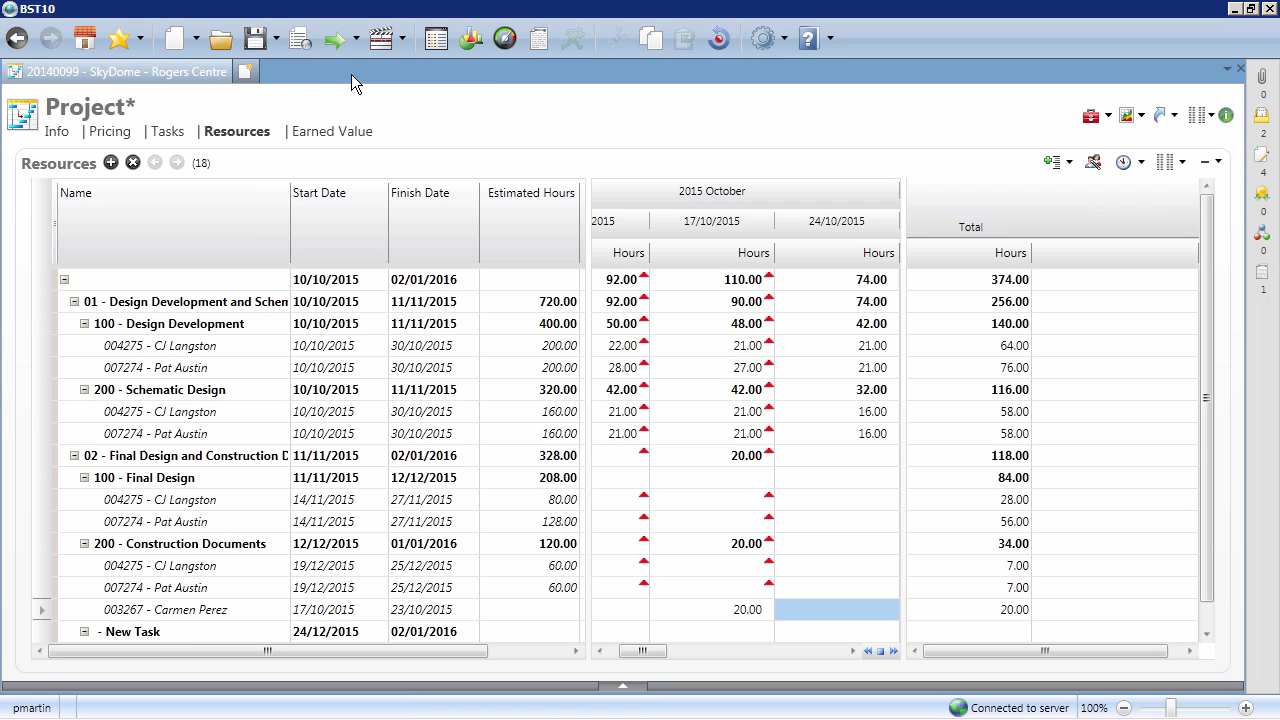 BST10
20140099 - SkyDome - Rogers Centre
Project*
Info | Pricing | Tasks | Resources | Earned Value
0
2
4
0
0
1
Resources (18)
Name Start Date Finish Date Estimated Hours 2015 October
2015 17/10/2015 24/10/2015 Total
Hours Hours Hours Hours
10/10/2015 02/01/2016 92.00 110.00 74.00 374.00
01 - Design Development and Schem 10/10/2015 11/11/2015 720.00 92.00 90.00 74.00 256.00
100 - Design Development 10/10/2015 11/11/2015 400.00 50.00 48.00 42.00 140.00
004275 - CJ Langston 10/10/2015 30/10/2015 200.00 22.00 21.00 21.00 64.00
007274 - Pat Austin 10/10/2015 30/10/2015 200.00 28.00 27.00 21.00 76.00
200 - Schematic Design 10/10/2015 11/11/2015 320.00 42.00 42.00 32.00 116.00
004275 - CJ Langston 10/10/2015 30/10/2015 160.00 21.00 21.00 16.00 58.00
007274 - Pat Austin 10/10/2015 30/10/2015 160.00 21.00 21.00 16.00 58.00
02 - Final Design and Construction D 11/11/2015 02/01/2016 328.00 20.00 118.00
100 - Final Design 11/11/2015 12/12/2015 208.00 84.00
004275 - CJ Langston 14/11/2015 27/11/2015 80.00 28.00
007274 - Pat Austin 14/11/2015 27/11/2015 128.00 56.00
200 - Construction Documents 12/12/2015 01/01/2016 120.00 20.00 34.00
004275 - CJ Langston 19/12/2015 25/12/2015 60.00 7.00
007274 - Pat Austin 19/12/2015 25/12/2015 60.00 7.00
003267 - Carmen Perez 17/10/2015 23/10/2015 20.00 20.00
- New Task 24/12/2015 02/01/2016
pmartin Connected to server 100%